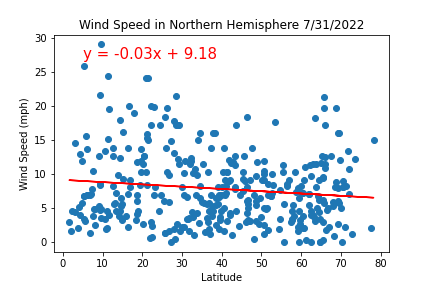 Wind Speed in Northern Hemisphere 7/31/2022
y = -0.03x + 9.18
30
25
20
15
10
5
0
Wind Speed (mph)
0 10 20 30 40 50 60 70 80
Latitude